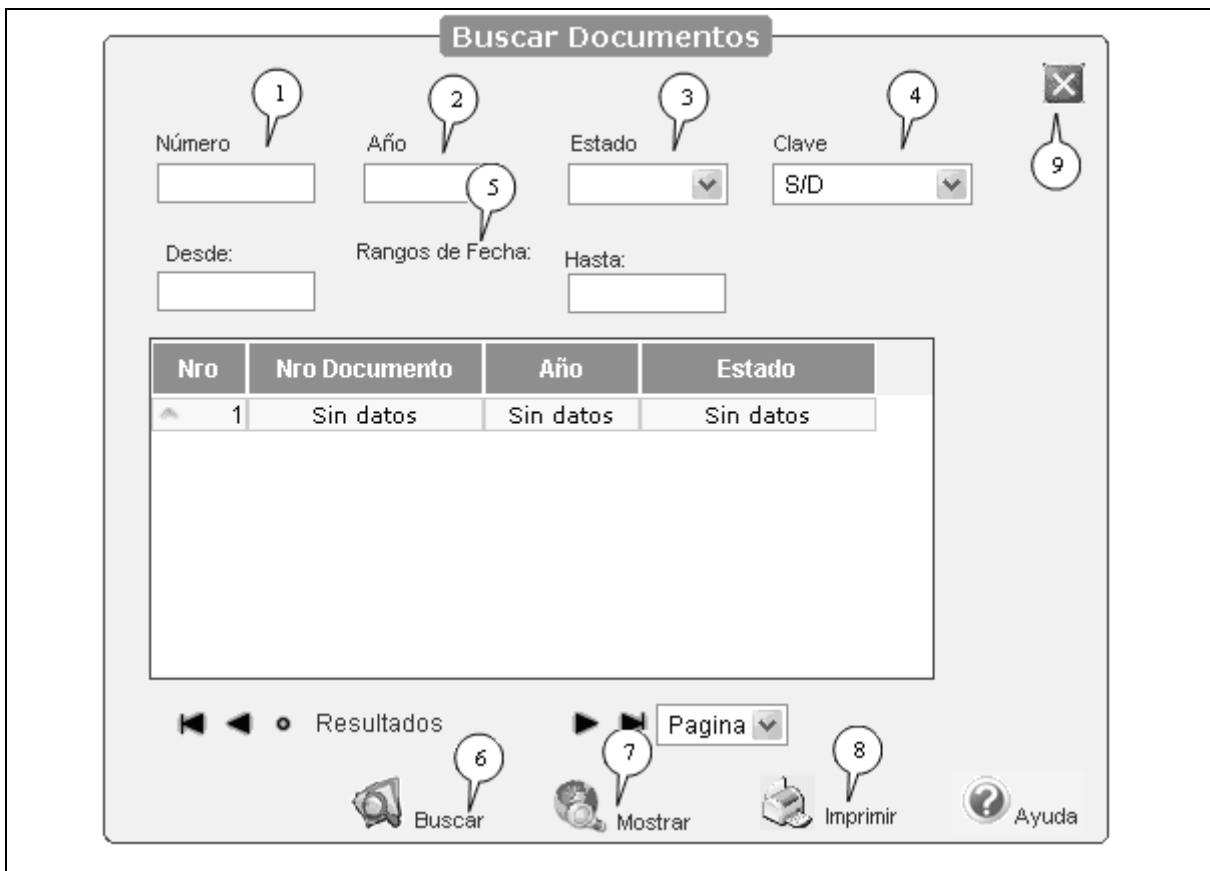 Buscar Documentos
1 2 3 4
Número Año Estado Clave 9
5 S/D
Desde: Rangos de Fecha: Hasta:
Nro Nro Documento Año Estado
1 Sin datos Sin datos Sin datos
Resultados Pagina
6 7 8
Buscar Mostrar Imprimir Ayuda